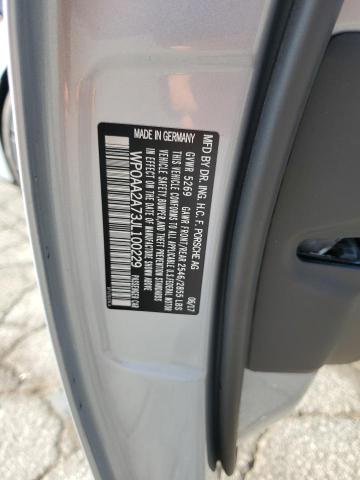 MADE IN GERMANY
MFD BY DR. ING. H.C. F. PORSCHE AG
06/17
GVWR 5269 GAWR FRONT/REAR 2546/2855 LBS
THIS VEHICLE CONFORMS TO ALL APPLICABLE U.S.FEDERAL MOTOR
VEHICLE SAFETY,BUMPER,AND THEFT PREVENTION STANDARDS
IN EFFECT ON THE DATE OF MANUFACTURE SHOWN ABOVE
WP0AA2A73JL100229
PASSENGER CAR